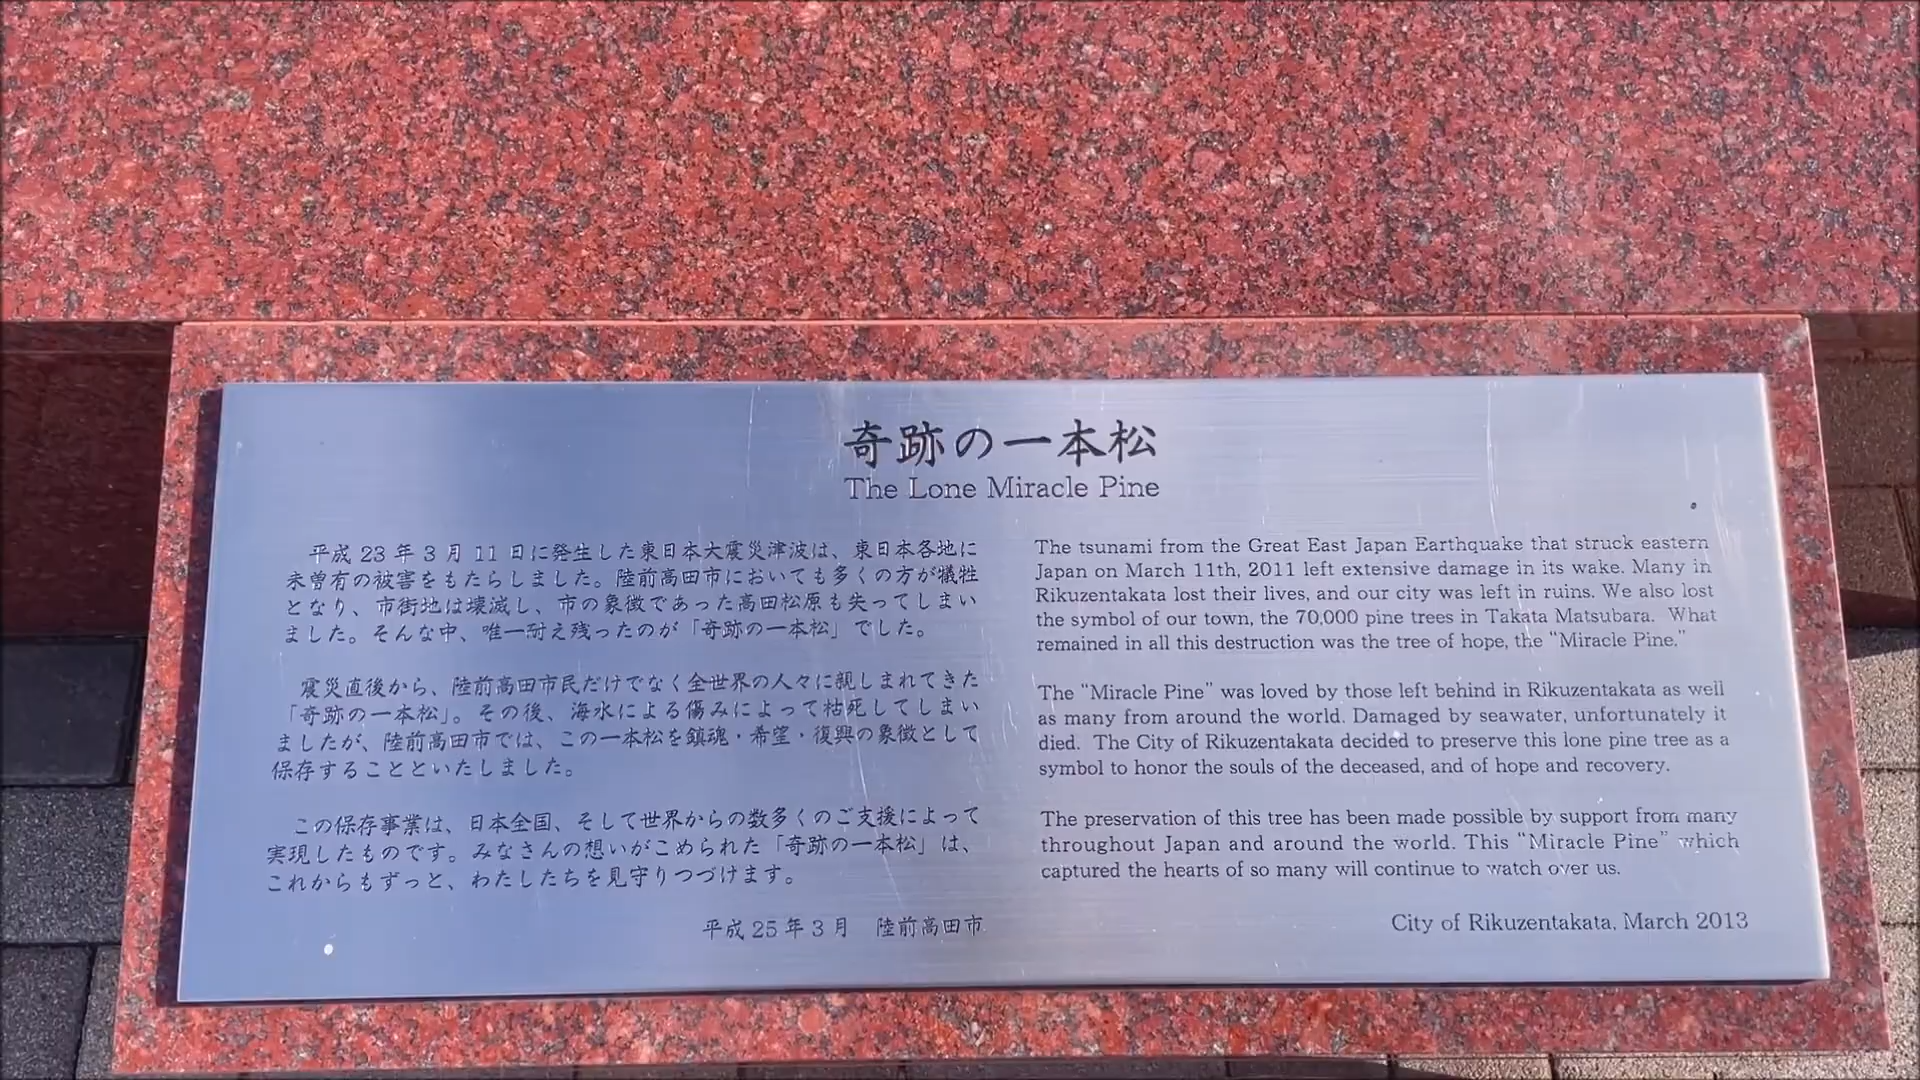 奇跡の一本松
The Lone Miracle Pine
平成23年3月11日に発生した東日本大震災津波は、東日本各地に
未曾有の被害をもたらしました。陸前高田市においても多くの方が犠牲
となり、市街地は壊滅し、市の象徴であった高田松原も失ってしまい
ました。そんな中、唯一耐え残ったのが「奇跡の一本松」でした。
震災直後から、陸前高田市民だけでなく全世界の人々に親しまれてきた
「奇跡の一本松」。その後、海水による傷みによって枯死してしまい
ましたが、陸前高田市では、この一本松を鎮魂・希望・復興の象徴として
保存することといたしました。
この保存事業は、日本全国、そして世界からの数多くのご支援によって
実現したものです。みなさんの想いがこめられた「奇跡の一本松」は、
これからもずっと、わたしたちを見守りつづけます。
平成25年3月 陸前高田市
The tsunami from the Great East Japan Earthquake that struck eastern
Japan on March 11th, 2011 left extensive damage in its wake. Many in
Rikuzentakata lost their lives, and our city was left in ruins. We also lost
the symbol of our town, the 70,000 pine trees in Takata Matsubara. What
remained in all this destruction was the tree of hope, the “Miracle Pine.”
The “Miracle Pine” was loved by those left behind in Rikuzentakata as well
as many from around the world. Damaged by seawater, unfortunately it
died. The City of Rikuzentakata decided to preserve this lone pine tree as a
symbol to honor the souls of the deceased, and of hope and recovery.
The preservation of this tree has been made possible by support from many
throughout Japan and around the world. This “Miracle Pine” which
captured the hearts of so many will continue to watch over us.
City of Rikuzentakata, March 2013